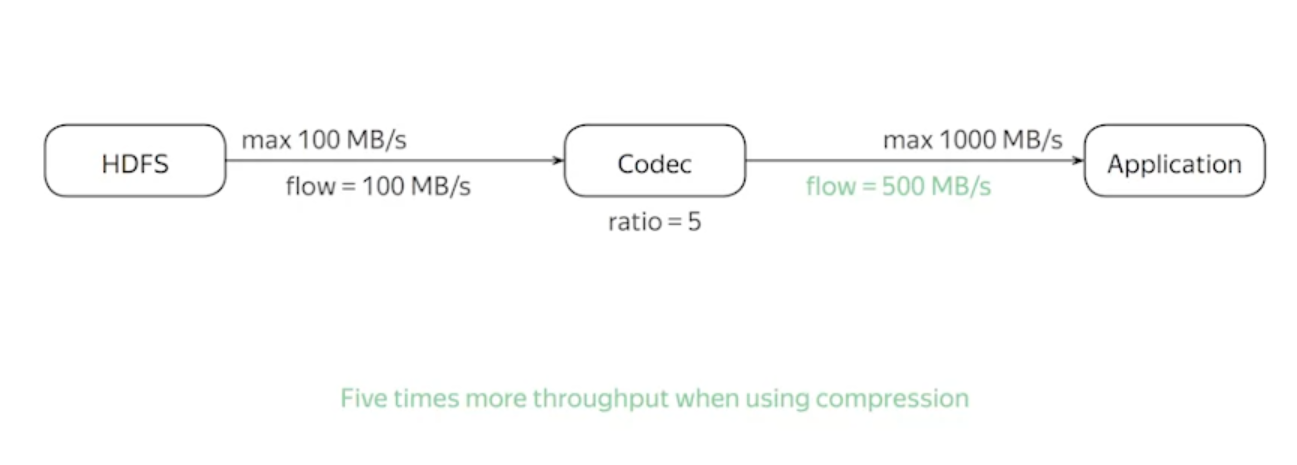 max 100 MB/s
max 1000 MB/s
HDFS
Codec
Application
flow = 100 MB/s
flow = 500 MB/s
ratio = 5
Five times more throughput when using compression